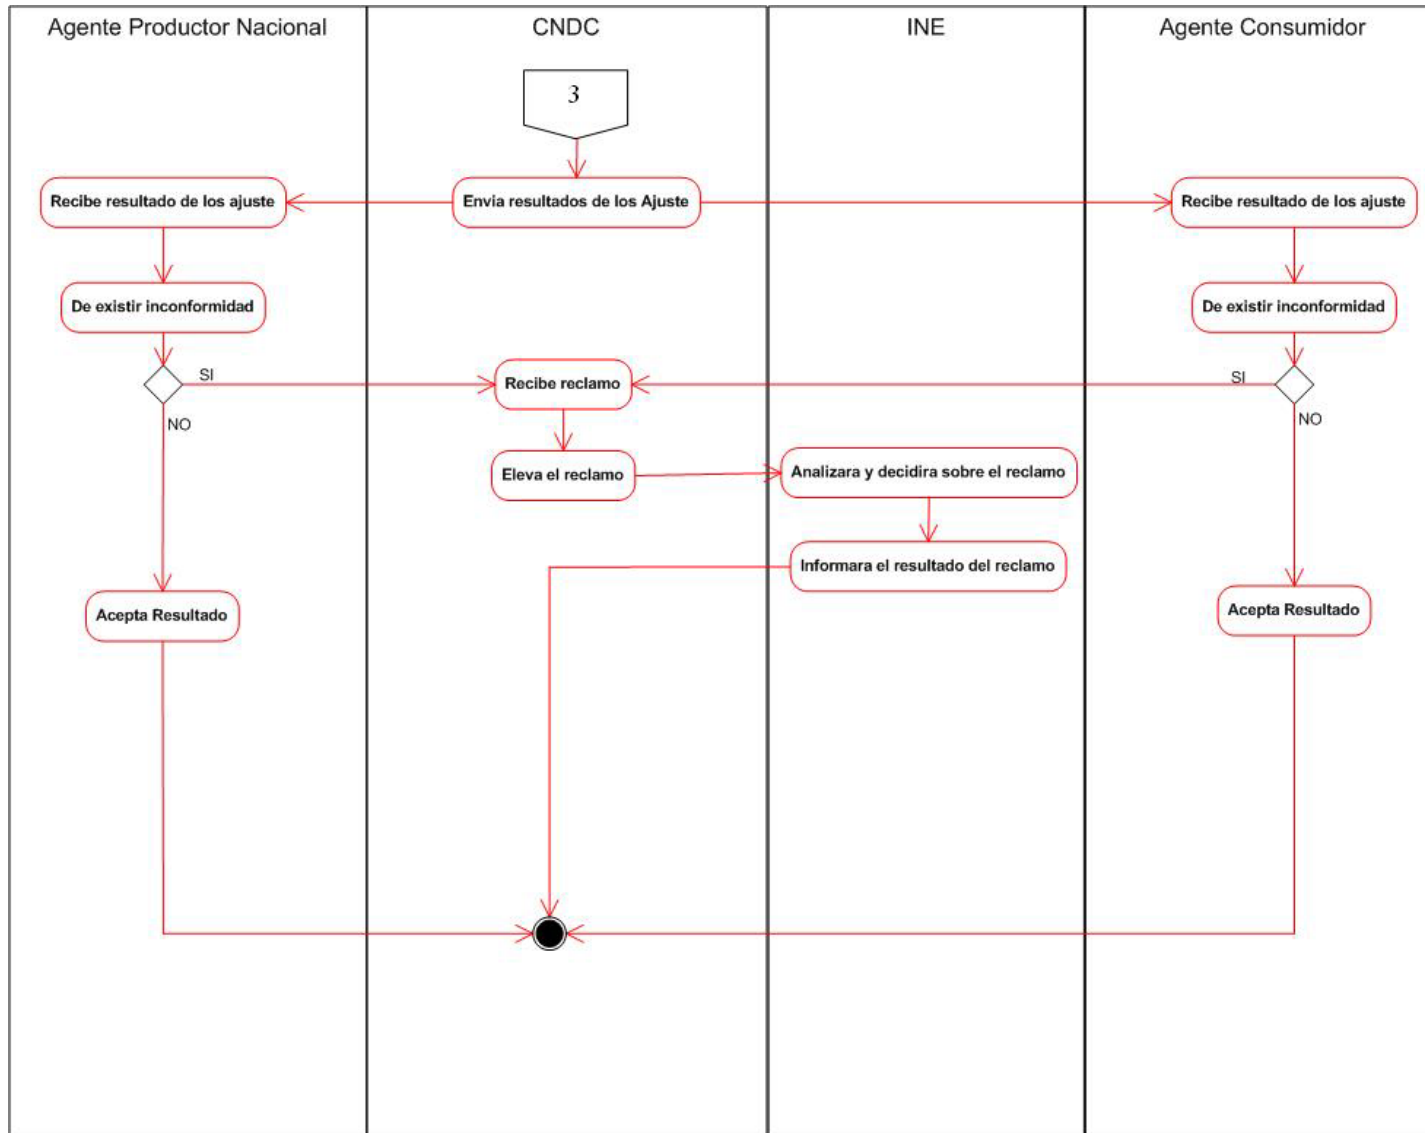 Agente Productor Nacional
CNDC
INE
Agente Consumidor
3
Recibe resultado de los ajuste
Envia resultados de los Ajuste
Recibe resultado de los ajuste
De existir inconformidad
De existir inconformidad
SI
Recibe reclamo
SI
NO
NO
Eleva el reclamo
Analizara y decidira sobre el reclamo
Informara el resultado del reclamo
Acepta Resultado
Acepta Resultado